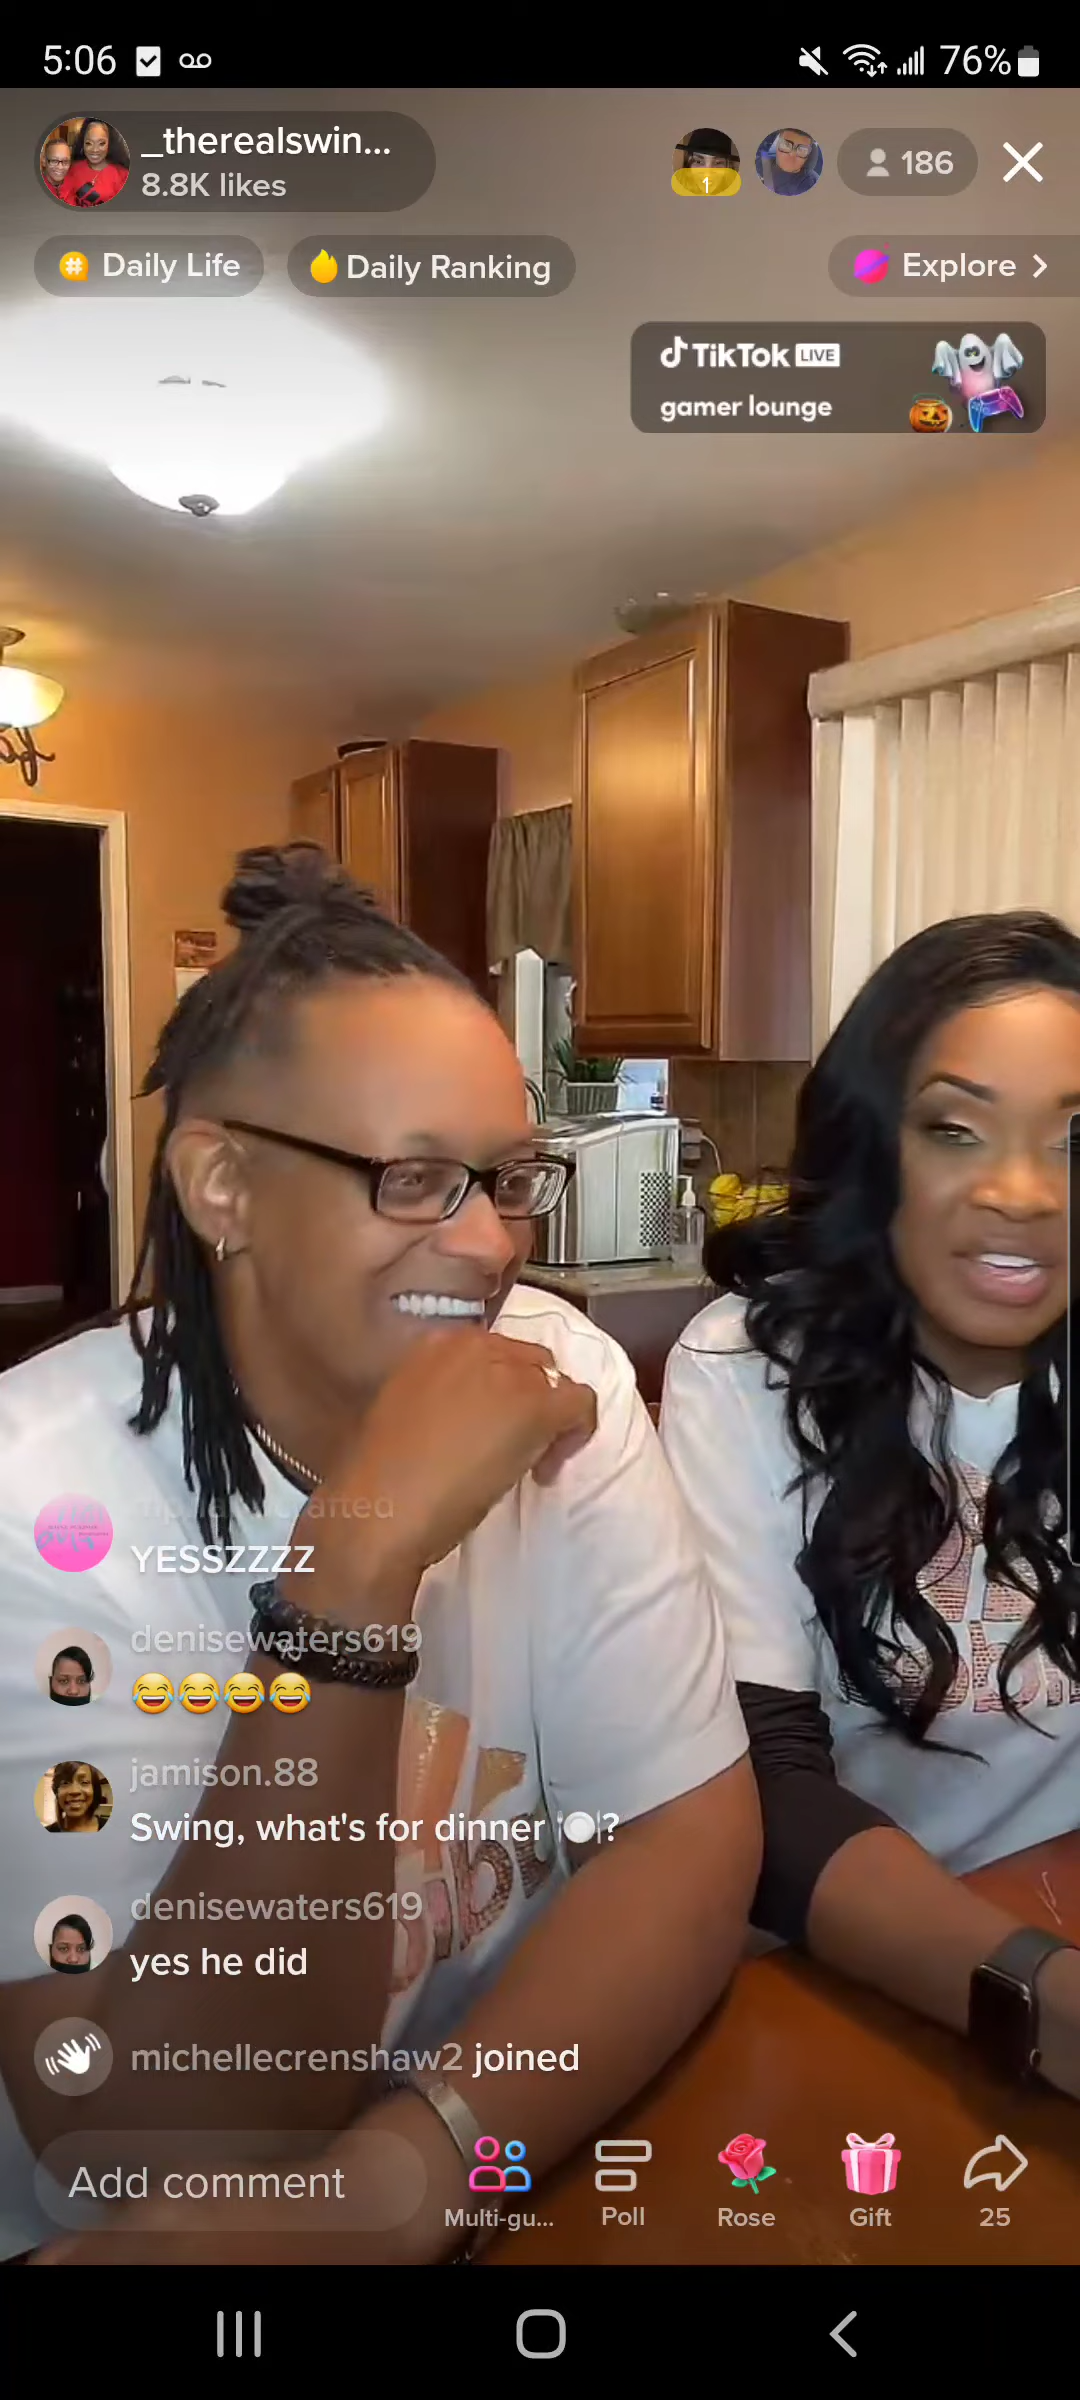 5:06
76%
_therealswin...
8.8K likes
1
186
Daily Life
Daily Ranking
Explore
TikTok LIVE
gamer lounge
YESSZZZZ
denisewaters619
😂😂😂😂
jamison.88
Swing, what's for dinner 🍽️?
denisewaters619
yes he did
michellecrenshaw2 joined
Add comment
Multi-gu...
Poll
Rose
Gift
25